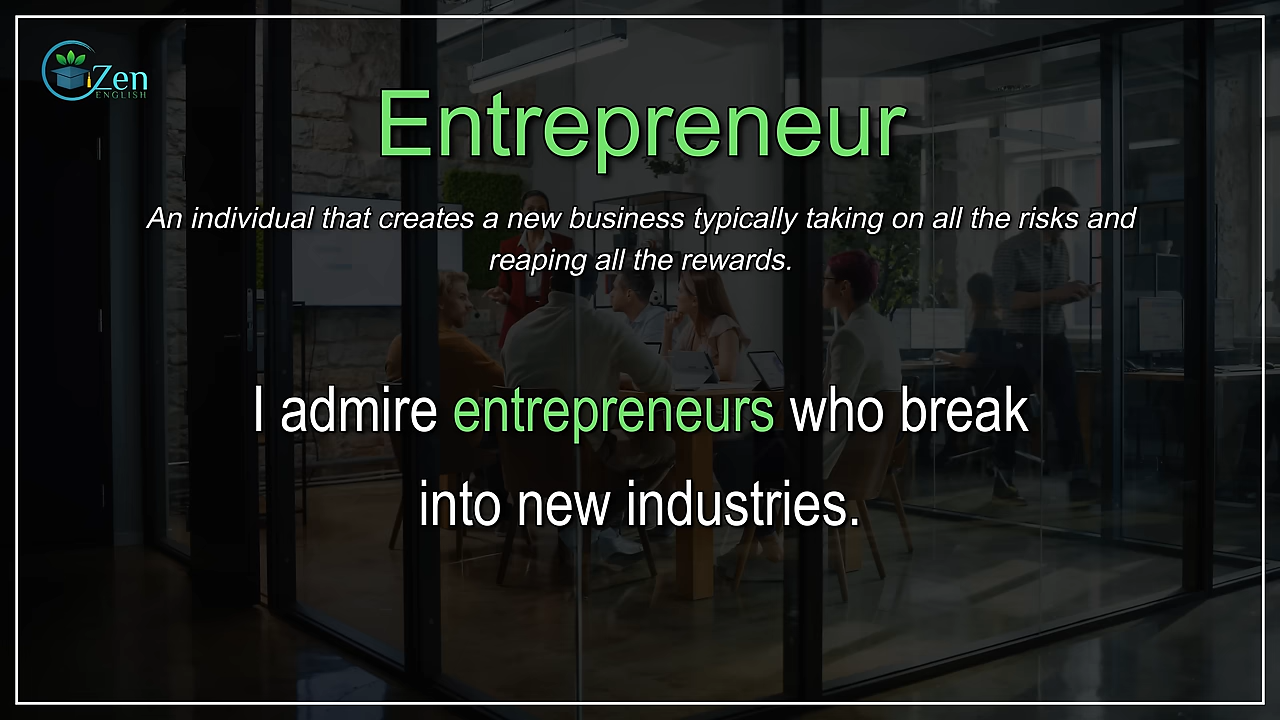 Zen
ENGLISH
Entrepreneur
An individual that creates a new business typically taking on all the risks and
reaping all the rewards.
I admire entrepreneurs who break
into new industries.